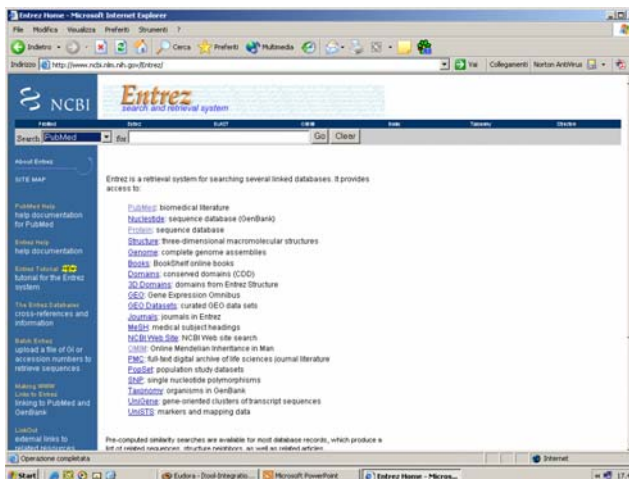 Entrez Home - Microsoft Internet Explorer
File Modifica Visualizza Preferiti Strumenti ?
Indietro Cerca Preferiti Multimedia
Indirizzo http://www.ncbi.nlm.nih.gov/Entrez/ Vai Collegamenti Norton AntiVirus
NCBI
Entrez
search and retrieval system
PubMed Entrez BLAST OMIM Books Taxonomy Structure
Search PubMed for Go Clear
About Entrez
SITE MAP
PubMed Help
help documentation
for PubMed
Entrez Help
help documentation
Entrez Tutorial
tutorial for the Entrez
system
The Entrez Databases
cross-references and
information
Batch Entrez
upload a file of GI or
accession numbers to
retrieve sequences
Making WWW
Links to Entrez
linking to PubMed and
GenBank
LinkOut
external links to
related resources
Entrez is a retrieval system for searching several linked databases. It provides
access to:
PubMed: biomedical literature
Nucleotide: sequence database (GenBank)
Protein: sequence database
Structure: three-dimensional macromolecular structures
Genome: complete genome assemblies
Books: BookShelf online books
Domains: conserved domains (CDD)
3D Domains: domains from Entrez Structure
GEO: Gene Expression Omnibus
GEO Datasets: curated GEO data sets
Journals: journals in Entrez
MeSH: medical subject headings
NCBI Web Site: NCBI Web site search
OMIM: Online Mendelian Inheritance in Man
PMC: full-text digital archive of life sciences journal literature
PopSet: population study datasets
SNP: single nucleotide polymorphisms
Taxonomy: organisms in GenBank
UniGene: gene-oriented clusters of transcript sequences
UniSTS: markers and mapping data
Pre-computed similarity searches are available for most database records, which produce a
list of related sequences, structure neighbors, as well as related articles.
Operazione completata Internet
Start Eudora - [Iool-Integratio... Microsoft PowerPoint Entrez Home - Micros...